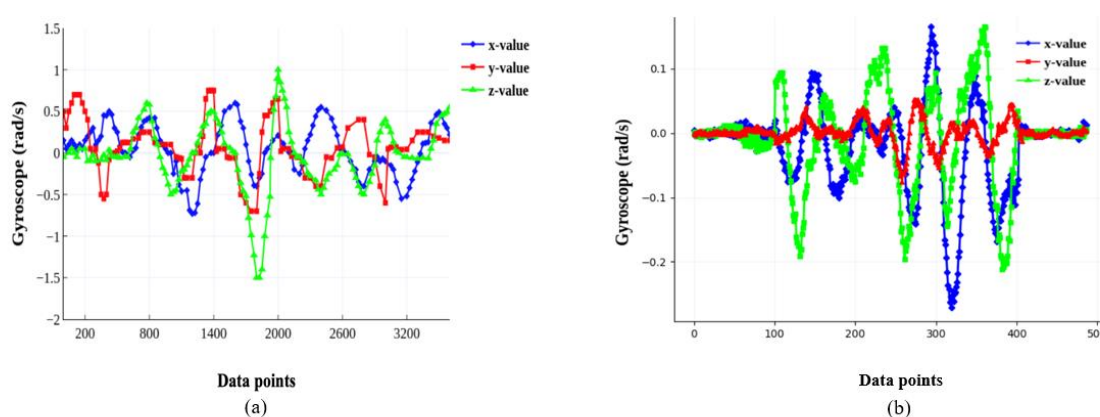 1.5
1
0.5
0
−0.5
−1
−1.5
−2
200 800 1400 2000 2600 3200
Gyroscope (rad/s)
Data points
x-value
y-value
z-value
(a)
0.1
0.0
−0.1
−0.2
0 100 200 300 400 50
Gyroscope (rad/s)
Data points
x-value
y-value
z-value
(b)